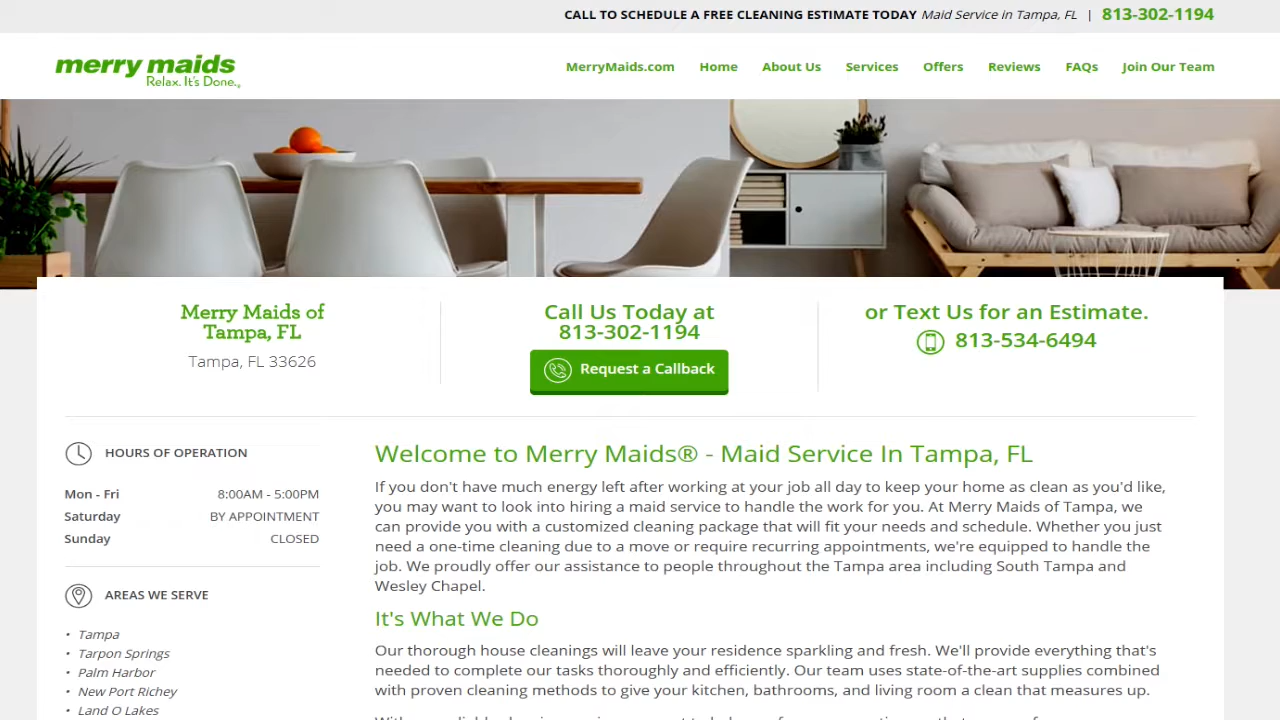 CALL TO SCHEDULE A FREE CLEANING ESTIMATE TODAY Maid Service in Tampa, FL | 813-302-1194
merry maids
Relax. It's Done.®
MerryMaids.com Home About Us Services Offers Reviews FAQs Join Our Team
Merry Maids of
Tampa, FL
Tampa, FL 33626
Call Us Today at
813-302-1194
Request a Callback
or Text Us for an Estimate.
813-534-6494
HOURS OF OPERATION
Mon - Fri 8:00AM - 5:00PM
Saturday BY APPOINTMENT
Sunday CLOSED
AREAS WE SERVE
• Tampa
• Tarpon Springs
• Palm Harbor
• New Port Richey
• Land O Lakes
Welcome to Merry Maids® - Maid Service In Tampa, FL
If you don't have much energy left after working at your job all day to keep your home as clean as you'd like,
you may want to look into hiring a maid service to handle the work for you. At Merry Maids of Tampa, we
can provide you with a customized cleaning package that will fit your needs and schedule. Whether you just
need a one-time cleaning due to a move or require recurring appointments, we're equipped to handle the
job. We proudly offer our assistance to people throughout the Tampa area including South Tampa and
Wesley Chapel.
It's What We Do
Our thorough house cleanings will leave your residence sparkling and fresh. We'll provide everything that's
needed to complete our tasks thoroughly and efficiently. Our team uses state-of-the-art supplies combined
with proven cleaning methods to give your kitchen, bathrooms, and living room a clean that measures up.